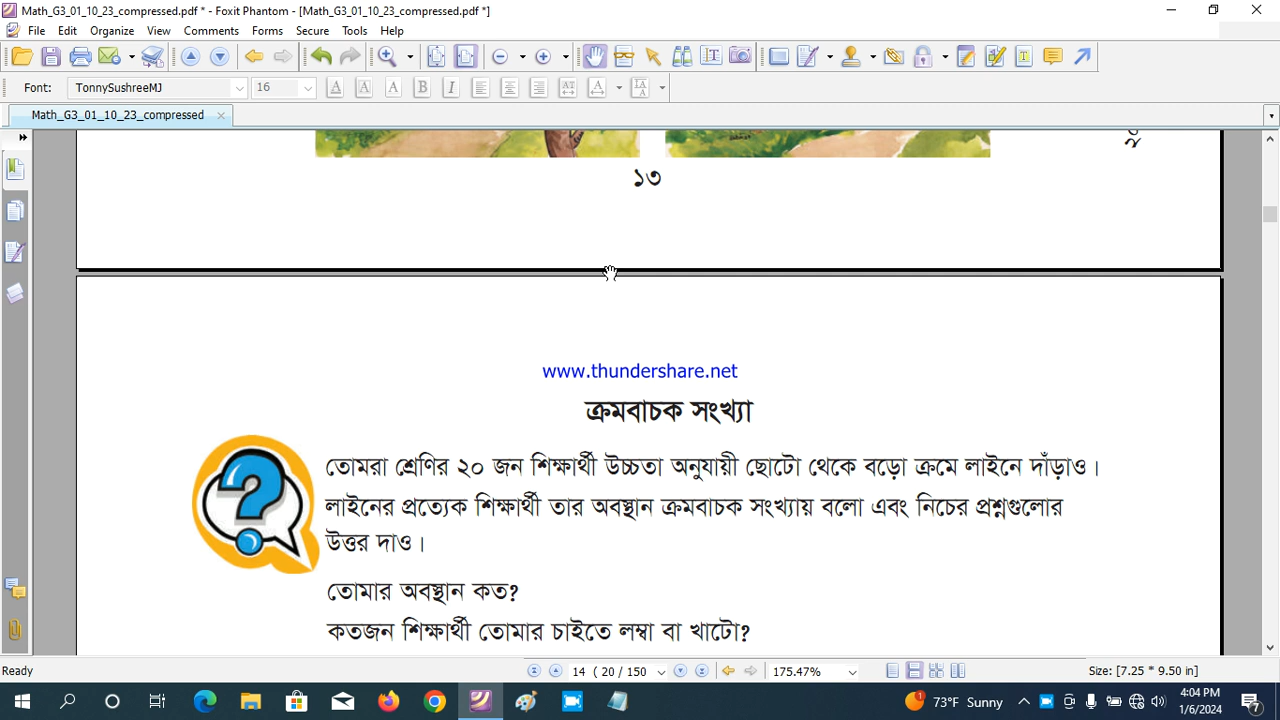 Math_G3_01_10_23_compressed.pdf * - Foxit Phantom - [Math_G3_01_10_23_compressed.pdf *]
File Edit Organize View Comments Forms Secure Tools Help
Font: TonnySushreeMJ 16
Math_G3_01_10_23_compressed
১৩
www.thundershare.net
ক্রমবাচক সংখ্যা
তোমরা শ্রেণির ২০ জন শিক্ষার্থী উচ্চতা অনুযায়ী ছোটো থেকে বড়ো ক্রমে লাইনে দাঁড়াও।
লাইনের প্রত্যেক শিক্ষার্থী তার অবস্থান ক্রমবাচক সংখ্যায় বলো এবং নিচের প্রশ্নগুলোর
উত্তর দাও।
তোমার অবস্থান কত?
কতজন শিক্ষার্থী তোমার চাইতে লম্বা বা খাটো?
Ready 14 ( 20 / 150 175.47% Size: [7.25 * 9.50 in]
73°F Sunny 4:04 PM
1/6/2024